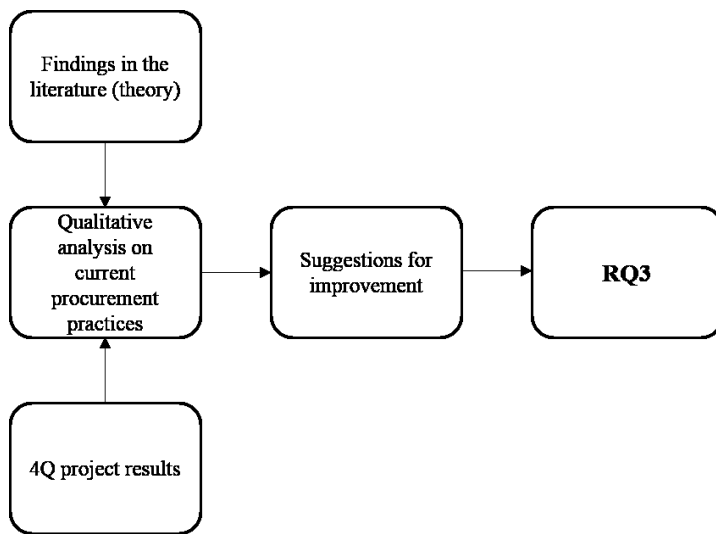 Findings in the
literature (theory)
Qualitative
analysis on
current
procurement
practices
Suggestions for
improvement
RQ3
4Q project results